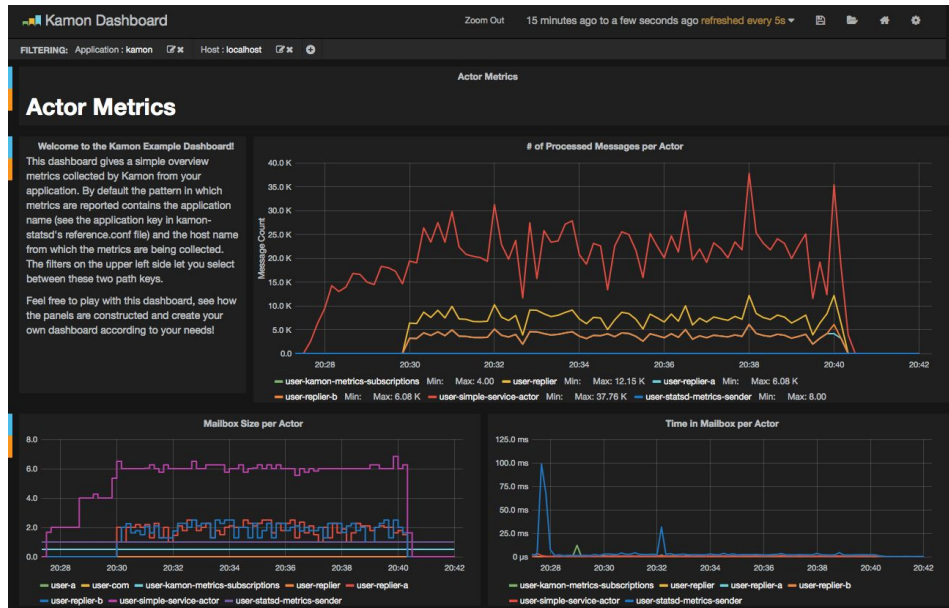 Kamon Dashboard
Zoom Out
15 minutes ago to a few seconds ago refreshed every 5s
FILTERING: Application : kamon Host : localhost
Actor Metrics
Actor Metrics
Welcome to the Kamon Example Dashboard!
This dashboard gives a simple overview
metrics collected by Kamon from your
application. By default the pattern in which
metrics are reported contains the application
name (see the application key in kamon-
statsd's reference.conf file) and the host name
from which the metrics are being collected.
The filters on the upper left side let you select
between these two path keys.
Feel free to play with this dashboard, see how
the panels are constructed and create your
own dashboard according to your needs!
# of Processed Messages per Actor
Message Count
40.0 K
35.0 K
30.0 K
25.0 K
20.0 K
15.0 K
10.0 K
5.0 K
0.0
20:28 20:30 20:32 20:34 20:36 20:38 20:40 20:42
user-kamon-metrics-subscriptions Min: Max: 4.00 user-replier Min: Max: 12.15 K user-replier-a Min: Max: 6.08 K
user-replier-b Min: Max: 6.08 K user-simple-service-actor Min: Max: 37.76 K user-statsd-metrics-sender Min: Max: 8.00
Mailbox Size per Actor
8.0
6.0
4.0
2.0
0.0
20:28 20:30 20:32 20:34 20:36 20:38 20:40 20:42
user-a user-com user-kamon-metrics-subscriptions user-replier user-replier-a
user-replier-b user-simple-service-actor user-statsd-metrics-sender
Time in Mailbox per Actor
125.0 ms
100.0 ms
75.0 ms
50.0 ms
25.0 ms
0 µs
20:28 20:30 20:32 20:34 20:36 20:38 20:40 20:42
user-kamon-metrics-subscriptions user-replier user-replier-a user-replier-b
user-simple-service-actor user-statsd-metrics-sender